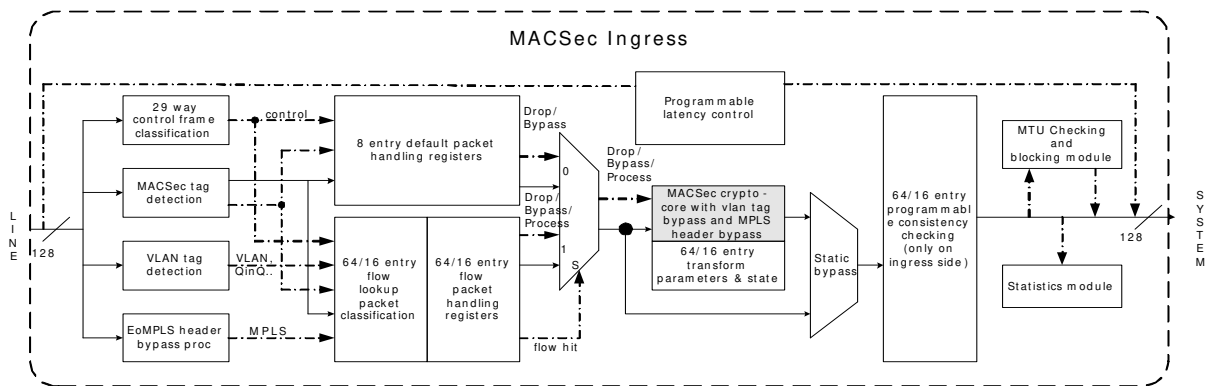 MACSec Ingress
29 way
control frame
classification
control
MACSec tag
detection
VLAN tag
detection
VLAN,
QinQ..
EoMPLS header
bypass proc
MPLS
L
I
N
E
128
8 entry default packet
handling registers
64/16 entry
flow
lookup
packet
classification
64/16 entry
flow
packet
handling
registers
Drop/
Bypass
Drop/
Bypass/
Process
0
1
S
flow hit
Drop/
Bypass/
Process
Programmable
latency control
MACSec crypto -
core with vlan tag
bypass and MPLS
header bypass
64/16 entry
transform
parameters & state
Static
bypass
64/16 entry
programmabl
e consistency
checking
(only on
ingress side)
MTU Checking
and
blocking module
Statistics module
128
S
Y
S
T
E
M